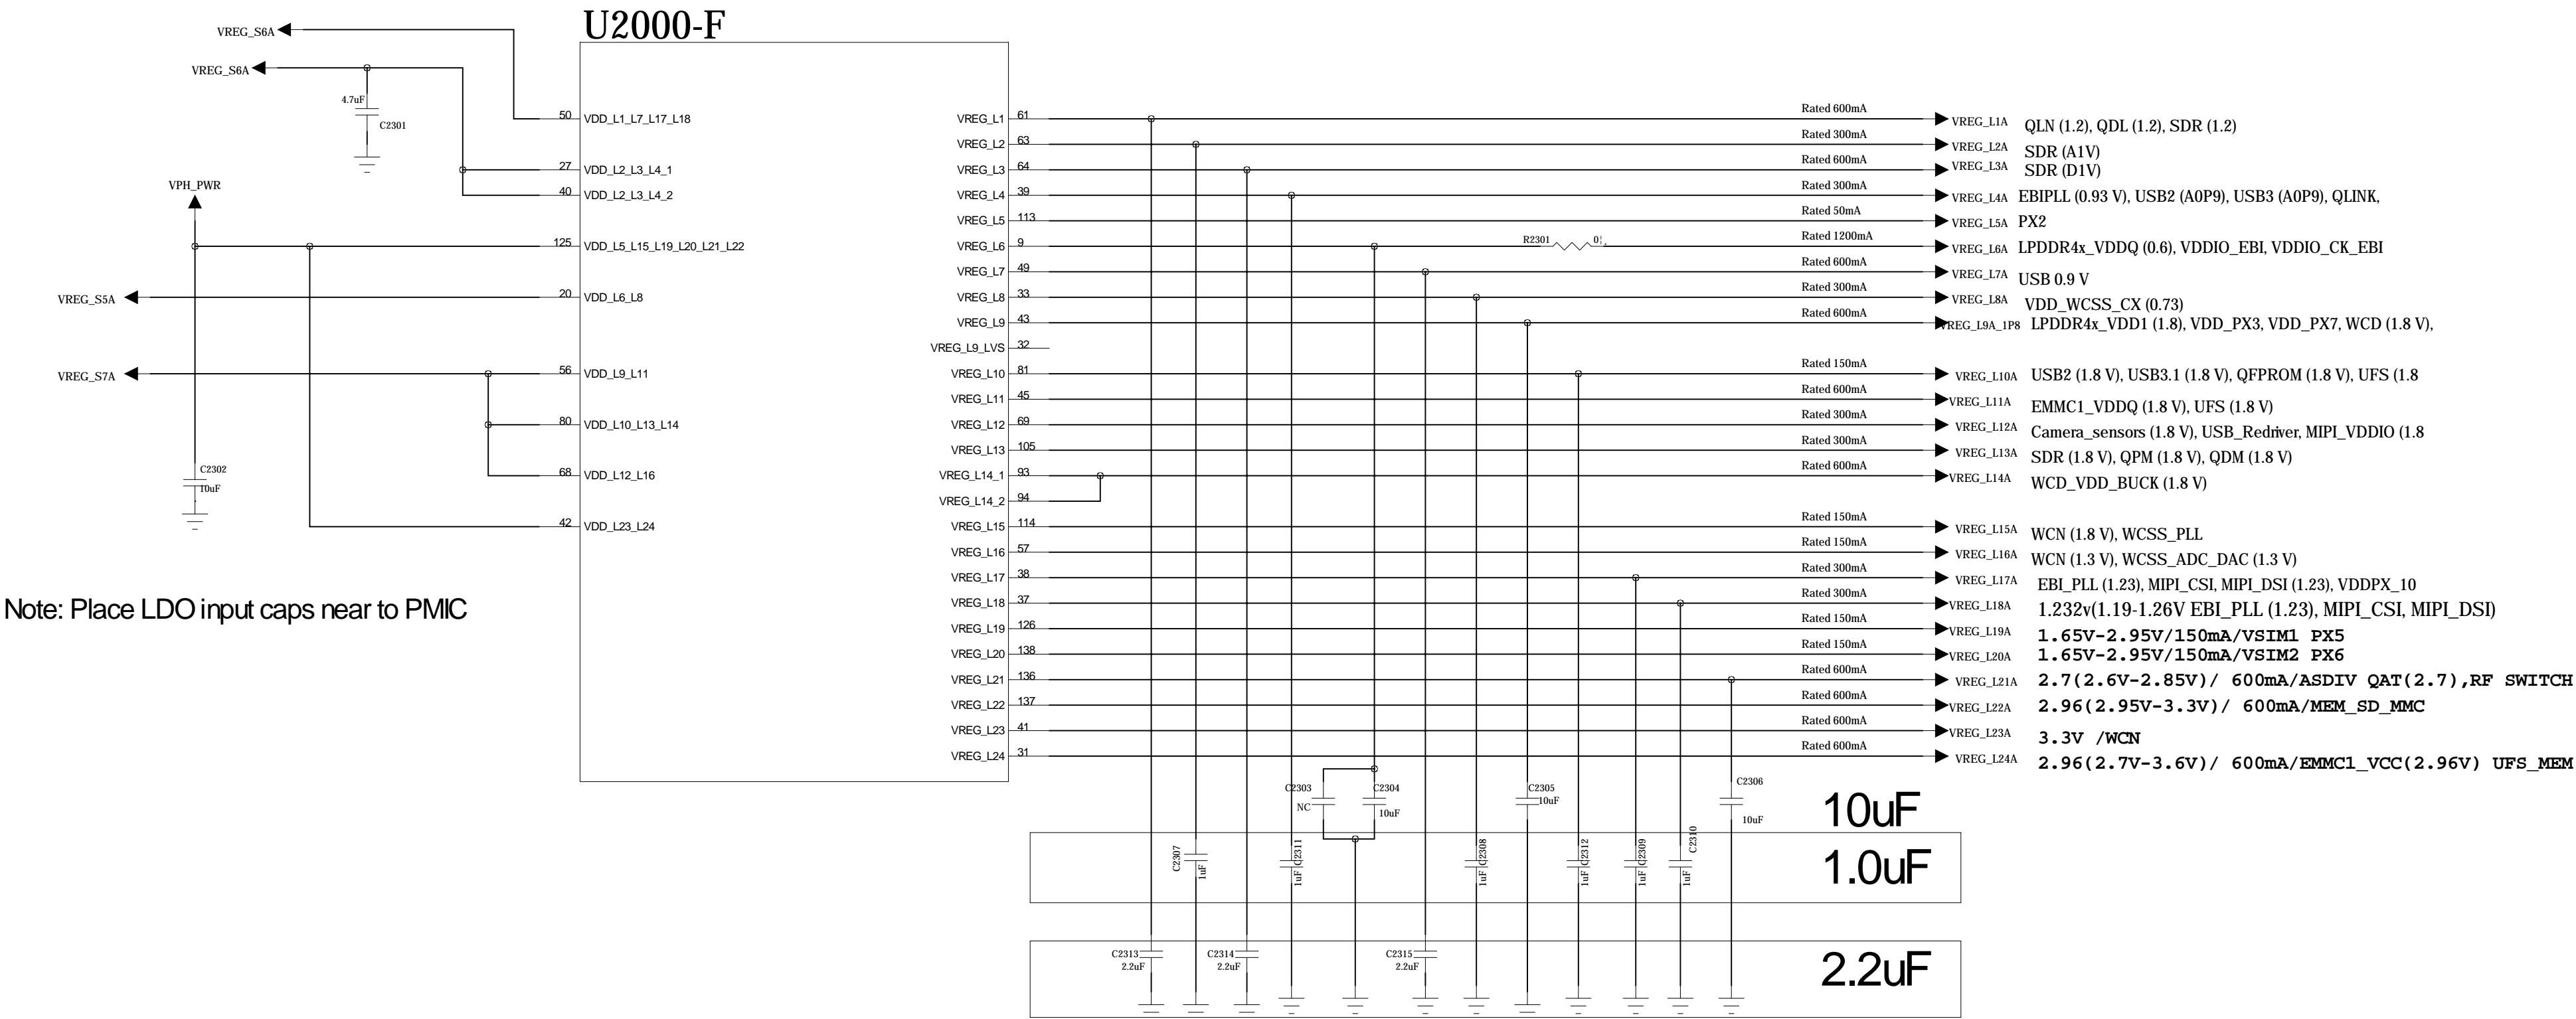 U2000-F
VREG_S6A
VREG_S6A
4.7uF
C2301
VPH_PWR
VREG_S5A
VREG_S7A
C2302
10uF
Note: Place LDO input caps near to PMIC
50 VDD_L1_L7_L17_L18
27 VDD_L2_L3_L4_1
40 VDD_L2_L3_L4_2
125 VDD_L5_L15_L19_L20_L21_L22
20 VDD_L6_L8
56 VDD_L9_L11
80 VDD_L10_L13_L14
68 VDD_L12_L16
42 VDD_L23_L24
VREG_L1 61 Rated 600mA VREG_L1A QLN (1.2), QDL (1.2), SDR (1.2)
VREG_L2 63 Rated 300mA VREG_L2A SDR (A1V)
VREG_L3 64 Rated 600mA VREG_L3A SDR (D1V)
VREG_L4 39 Rated 300mA VREG_L4A EBIPLL (0.93 V), USB2 (A0P9), USB3 (A0P9), QLINK,
VREG_L5 113 Rated 50mA VREG_L5A PX2
VREG_L6 9 R2301 Rated 1200mA VREG_L6A LPDDR4x_VDDQ (0.6), VDDIO_EBI, VDDIO_CK_EBI
VREG_L7 49 Rated 600mA VREG_L7A USB 0.9 V
VREG_L8 33 Rated 300mA VREG_L8A VDD_WCSS_CX (0.73)
VREG_L9 43 Rated 600mA VREG_L9A_1P8 LPDDR4x_VDD1 (1.8), VDD_PX3, VDD_PX7, WCD (1.8 V),
VREG_L9_LVS 32
VREG_L10 81 Rated 150mA VREG_L10A USB2 (1.8 V), USB3.1 (1.8 V), QFPROM (1.8 V), UFS (1.8
VREG_L11 45 Rated 600mA VREG_L11A EMMC1_VDDQ (1.8 V), UFS (1.8 V)
VREG_L12 69 Rated 300mA VREG_L12A Camera_sensors (1.8 V), USB_Redriver, MIPI_VDDIO (1.8
VREG_L13 105 Rated 300mA VREG_L13A SDR (1.8 V), QPM (1.8 V), QDM (1.8 V)
VREG_L14_1 93 Rated 600mA VREG_L14A WCD_VDD_BUCK (1.8 V)
VREG_L14_2 94
VREG_L15 114 Rated 150mA VREG_L15A WCN (1.8 V), WCSS_PLL
VREG_L16 57 Rated 150mA VREG_L16A WCN (1.3 V), WCSS_ADC_DAC (1.3 V)
VREG_L17 38 Rated 300mA VREG_L17A EBI_PLL (1.23), MIPI_CSI, MIPI_DSI (1.23), VDDPX_10
VREG_L18 37 Rated 300mA VREG_L18A 1.232v(1.19-1.26V EBI_PLL (1.23), MIPI_CSI, MIPI_DSI)
VREG_L19 126 Rated 150mA VREG_L19A 1.65V-2.95V/150mA/VSIM1 PX5
VREG_L20 138 Rated 150mA VREG_L20A 1.65V-2.95V/150mA/VSIM2 PX6
VREG_L21 136 Rated 600mA VREG_L21A 2.7(2.6V-2.85V)/ 600mA/ASDIV QAT(2.7),RF SWITCH
VREG_L22 137 Rated 600mA VREG_L22A 2.96(2.95V-3.3V)/ 600mA/MEM_SD_MMC
VREG_L23 41 Rated 600mA VREG_L23A 3.3V /WCN
VREG_L24 31 Rated 600mA VREG_L24A 2.96(2.7V-3.6V)/ 600mA/EMMC1_VCC(2.96V) UFS_MEM
C2303 NC
C2304 10uF
C2305 10uF
C2306 10uF
10uF
C2307 1uF
C2311 1uF
C2308 1uF
C2312 1uF
C2309 1uF
C2310 1uF
1.0uF
C2313 2.2uF
C2314 2.2uF
C2315 2.2uF
2.2uF